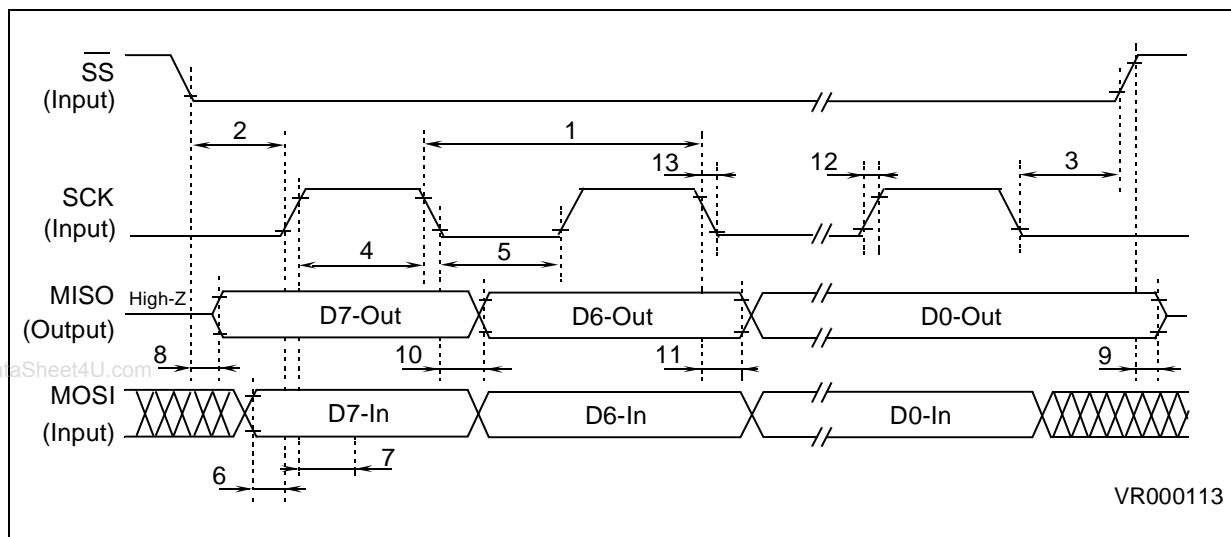 SS
(Input)
2
1
13
12
3
SCK
(Input)
4
5
MISO
High-Z
(Output)
D7-Out
D6-Out
D0-Out
8
10
11
9
taSheet4U.com
MOSI
(Input)
D7-In
D6-In
D0-In
7
6
VR000113